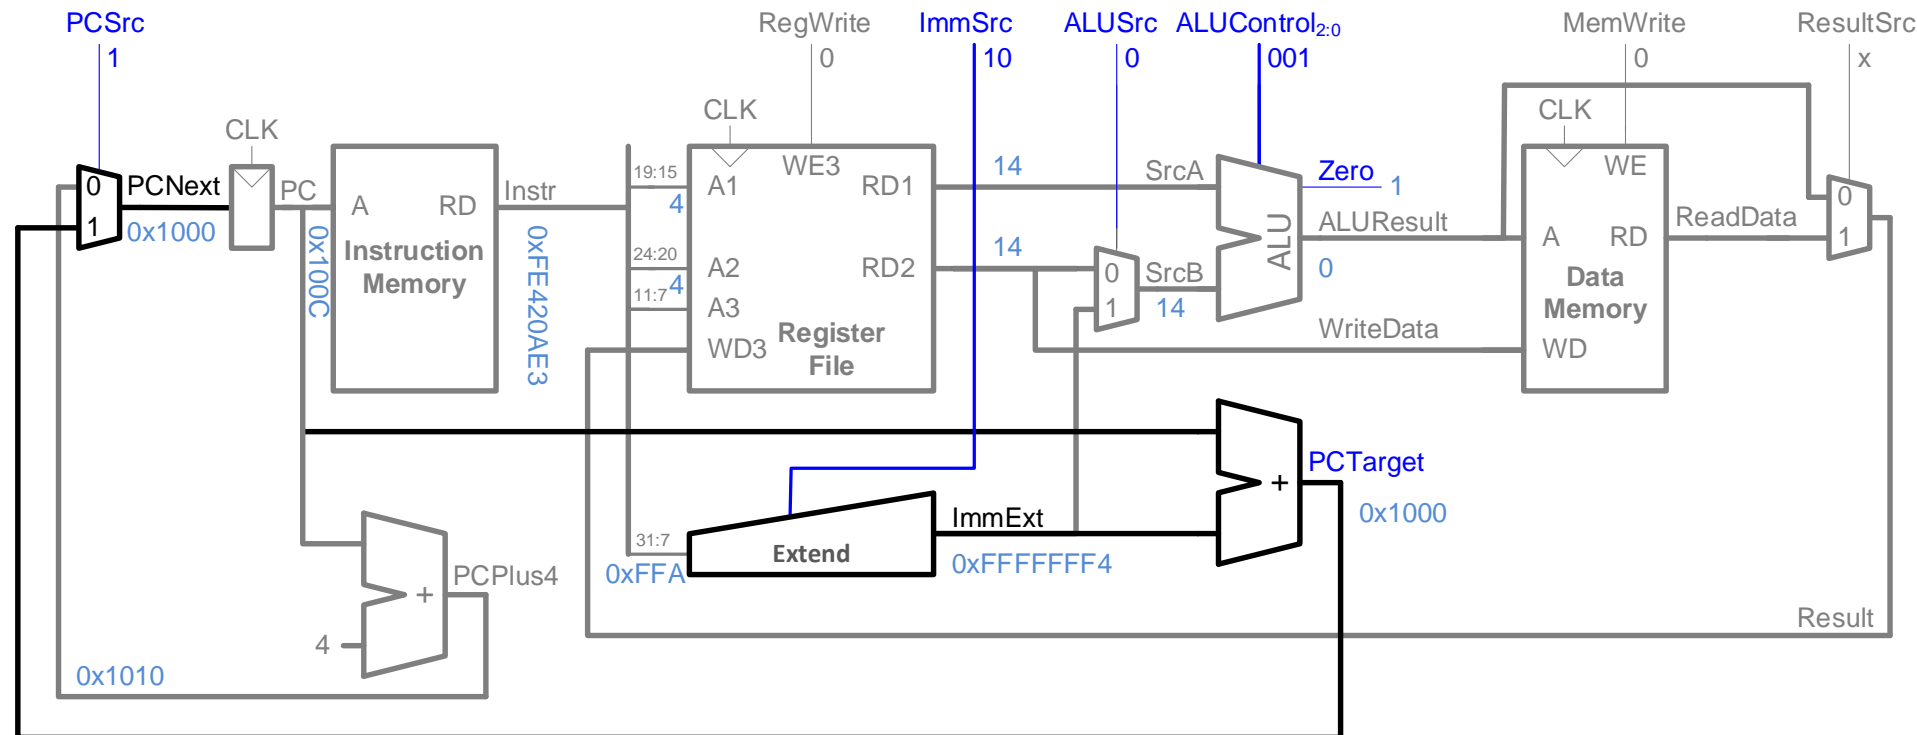 PCSrc
1
RegWrite
0
ImmSrc
10
ALUSrc
0
ALUControl2:0
001
MemWrite
0
ResultSrc
x
0
1
PCNext
0x1000
CLK
PC
0x100C
A
RD
Instruction
Memory
Instr
0xFE420AE3
19:15
4
24:20
4
11:7
CLK
WE3
A1
RD1
A2
RD2
A3
WD3
Register
File
14
14
0
1
SrcA
SrcB
14
ALU
Zero
1
ALUResult
0
WriteData
CLK
WE
A
RD
Data
Memory
WD
ReadData
0
1
PCTarget
+
0x1000
31:7
0xFFA
Extend
ImmExt
0xFFFFFFF4
PCPlus4
+
4
0x1010
Result